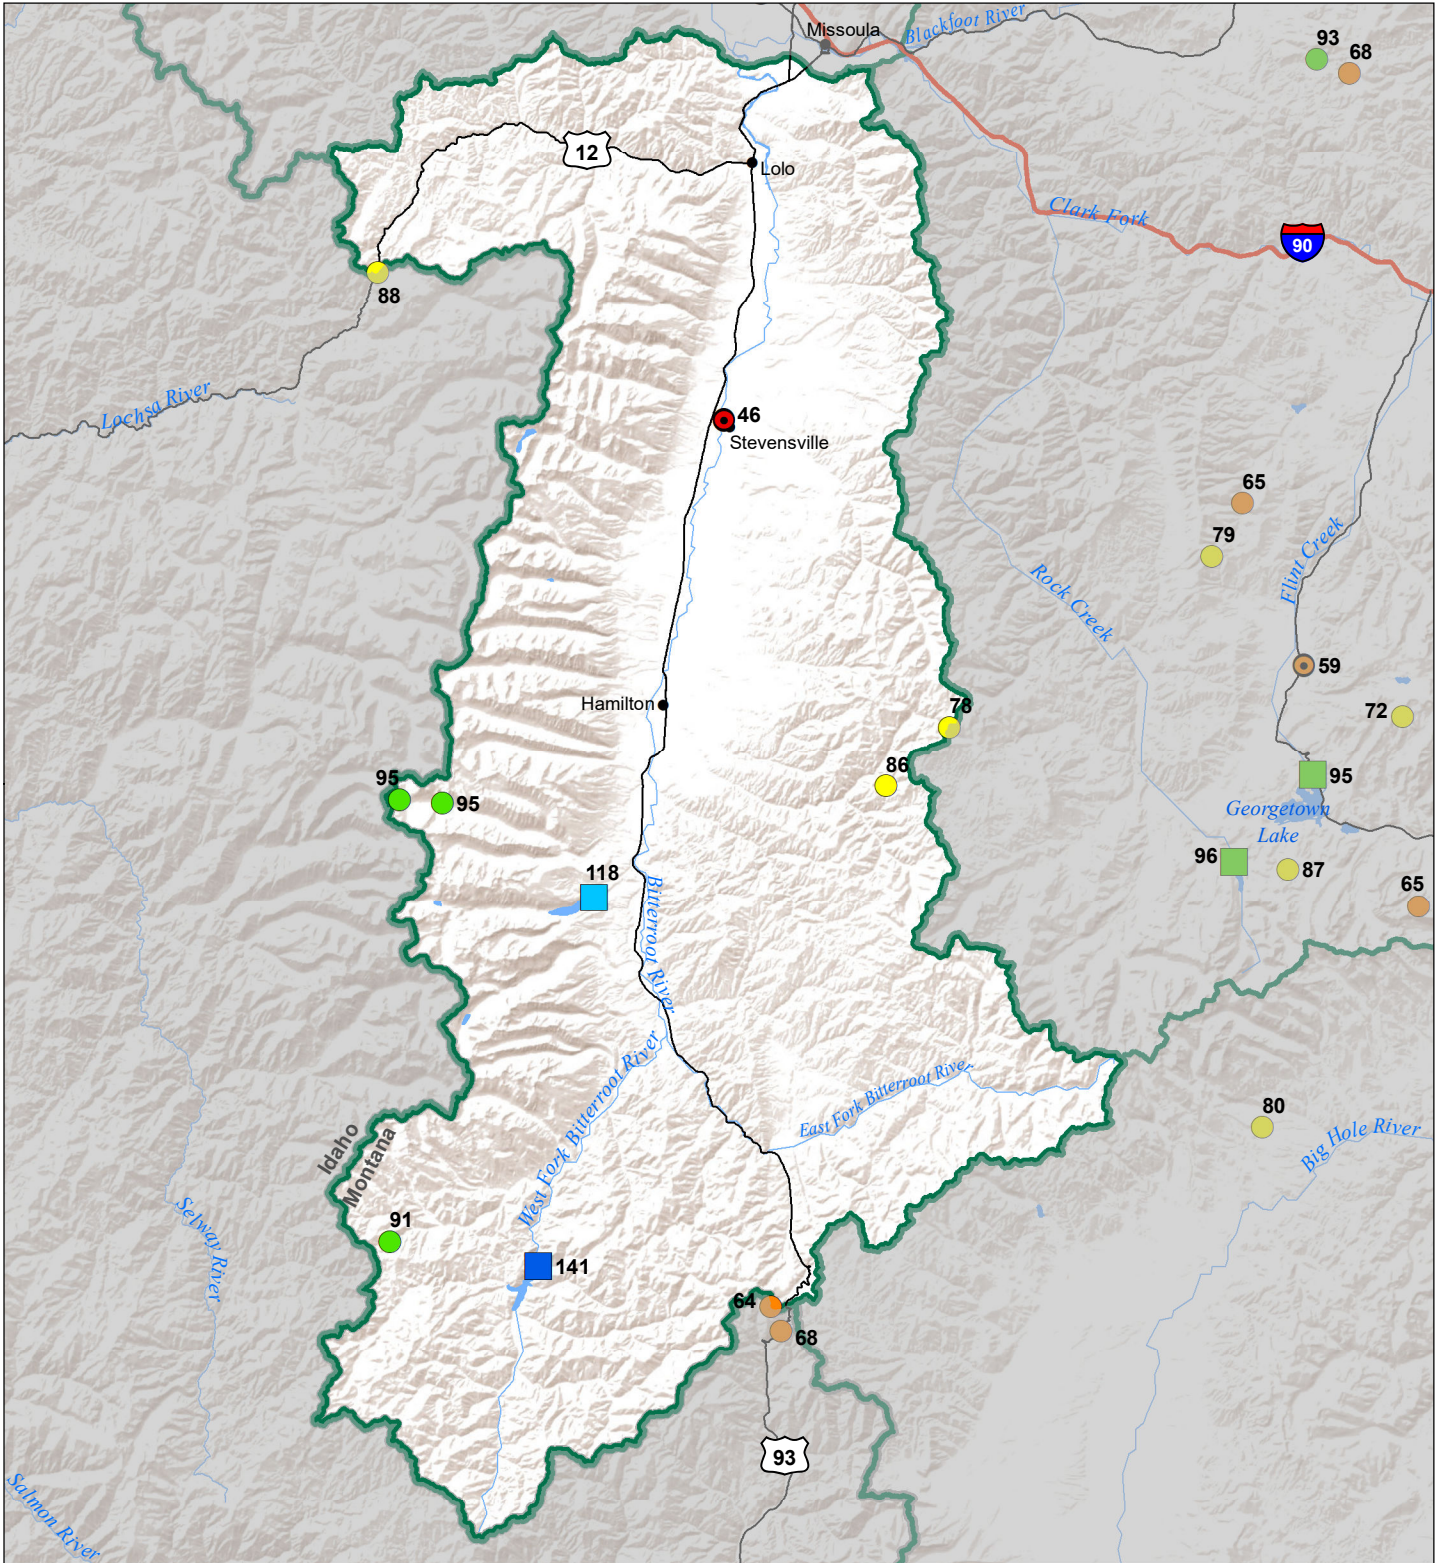 Missoula
Blackfoot River
93
68
12
Lolo
Clark Fork
90
88
Lochsa River
46
Stevensville
65
79
Flint Creek
Rock Creek
59
Hamilton
78
72
86
95
95
95
Georgetown
Lake
96
87
118
65
Bitterroot River
West Fork Bitterroot River
East Fork Bitterroot River
80
Big Hole River
Idaho
Montana
Selway River
91
141
64
68
93
Salmon River